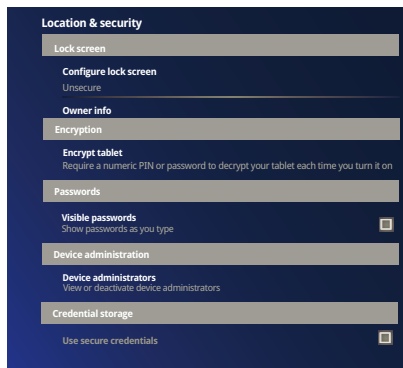 Location & security
Lock screen
Configure lock screen
Unsecure
Owner info
Encryption
Encrypt tablet
Require a numeric PIN or password to decrypt your tablet each time you turn it on
Passwords
Visible passwords
Show passwords as you type
Device administration
Device administrators
View or deactivate device administrators
Credential storage
Use secure credentials